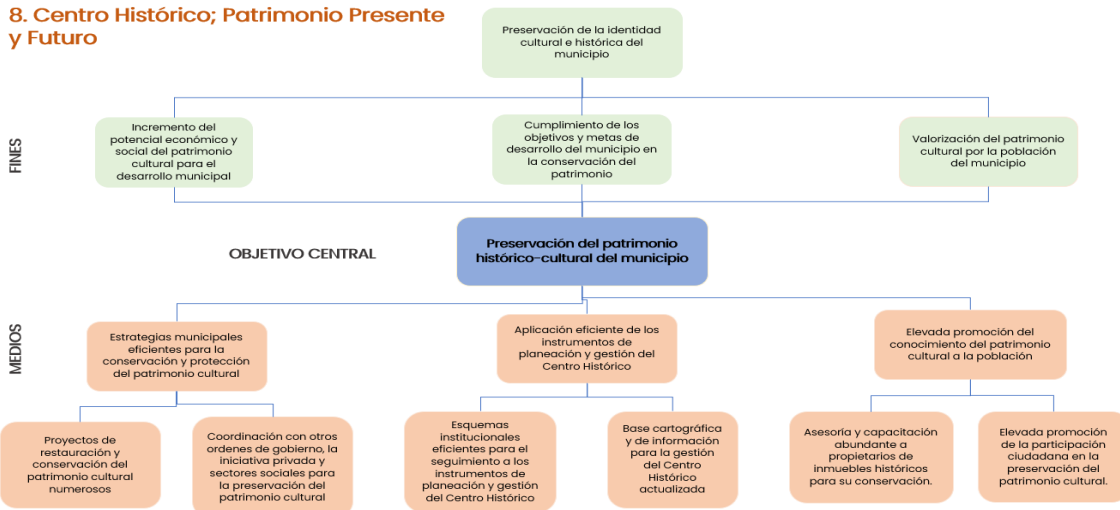 8. Centro Histórico; Patrimonio Presente
y Futuro
Preservación de la identidad
cultural e histórica del
municipio
FINES
Incremento del
potencial económico y
social del patrimonio
cultural para el
desarrollo municipal
Cumplimiento de los
objetivos y metas de
desarrollo del municipio en
la conservación del
patrimonio
Valorización del patrimonio
cultural por la población
del municipio
OBJETIVO CENTRAL
Preservación del patrimonio
histórico-cultural del municipio
MEDIOS
Estrategias municipales
eficientes para la
conservación y protección
del patrimonio cultural
Aplicación eficiente de los
instrumentos de
planeación y gestión del
Centro Histórico
Elevada promoción del
conocimiento del patrimonio
cultural a la población
Proyectos de
restauración y
conservación del
patrimonio cultural
numerosos
Coordinación con otros
ordenes de gobierno, la
iniciativa privada y
sectores sociales para
la preservación del
patrimonio cultural
Esquemas
institucionales
eficientes para el
seguimiento a los
instrumentos de
planeación y gestión
del Centro Histórico
Base cartográfica
y de información
para la gestión
del Centro
Histórico
actualizada
Asesoría y capacitación
abundante a
propietarios de
inmuebles históricos
para su conservación.
Elevada promoción
de la participación
ciudadana en la
preservación del
patrimonio cultural.